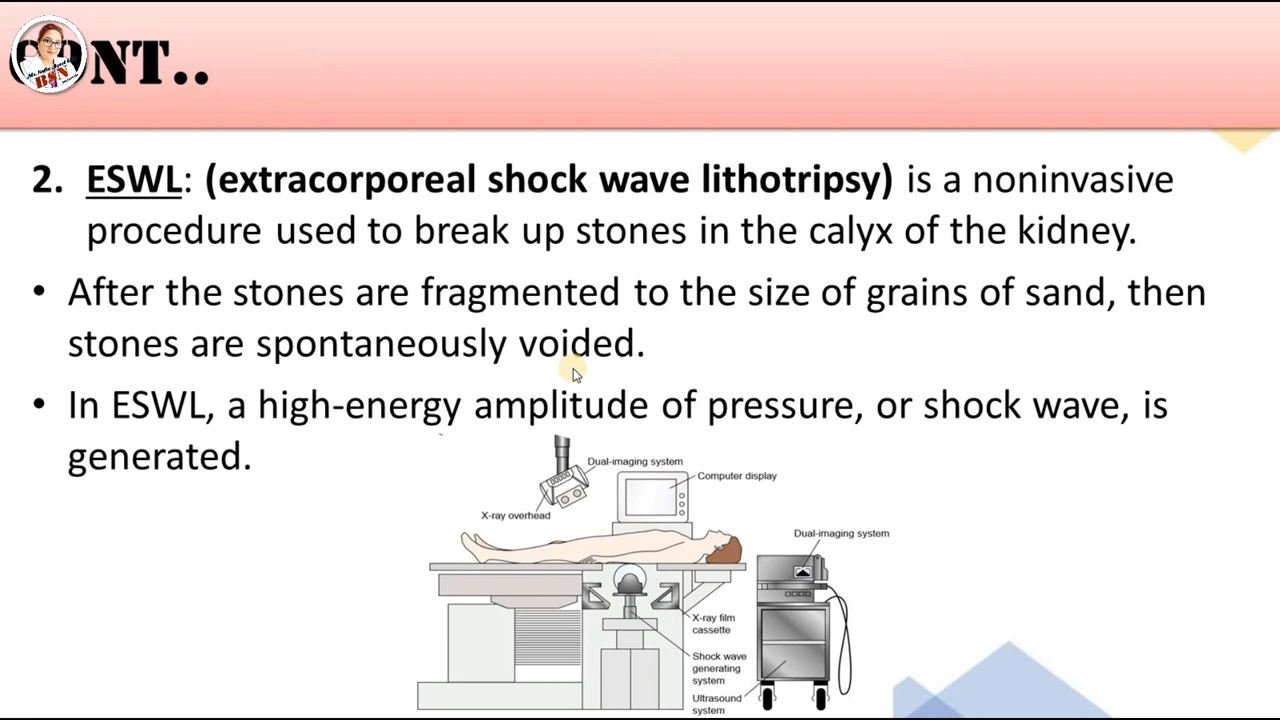 CONT..
2. ESWL: (extracorporeal shock wave lithotripsy) is a noninvasive
procedure used to break up stones in the calyx of the kidney.
• After the stones are fragmented to the size of grains of sand, then
stones are spontaneously voided.
• In ESWL, a high-energy amplitude of pressure, or shock wave, is
generated.
Dual-imaging system
Computer display
X-ray overhead
Dual-imaging system
X-ray film
cassette
Shock wave
generating
system
Ultrasound
system
BSN